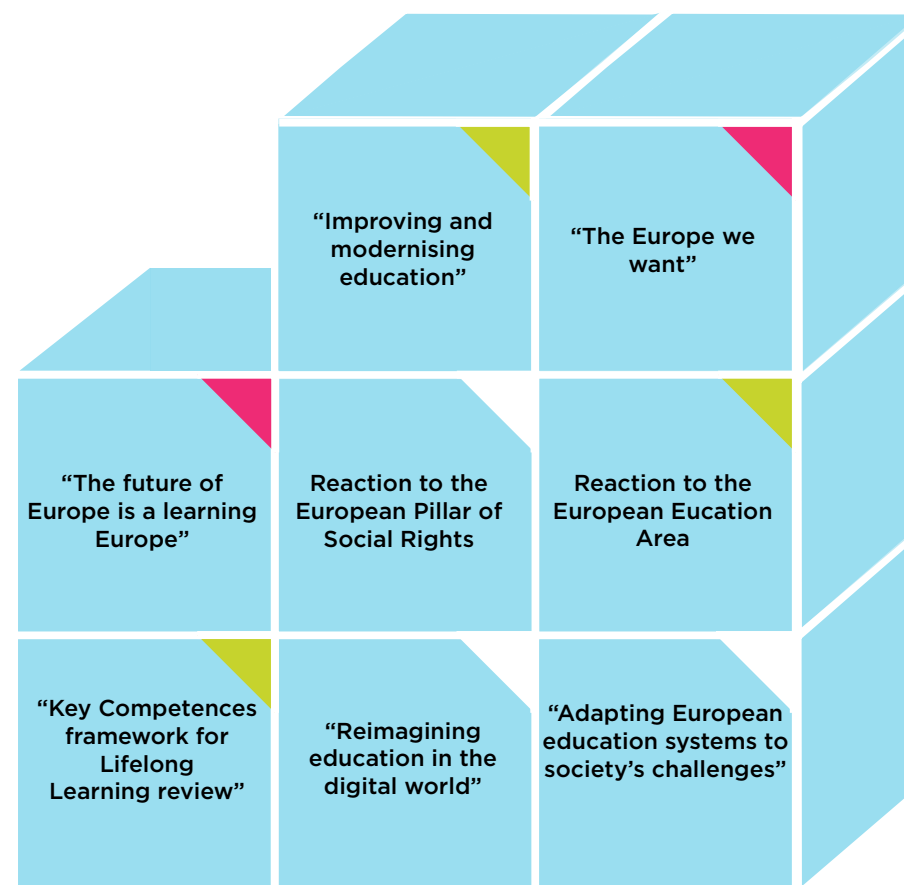 “Improving and
modernising
education”
“The Europe we
want”
“The future of
Europe is a learning
Europe”
Reaction to the
European Pillar of
Social Rights
Reaction to the
European Eucation
Area
“Key Competences
framework for
Lifelong
Learning review”
“Reimagining
education in the
digital world”
“Adapting European
education systems to
society’s challenges”